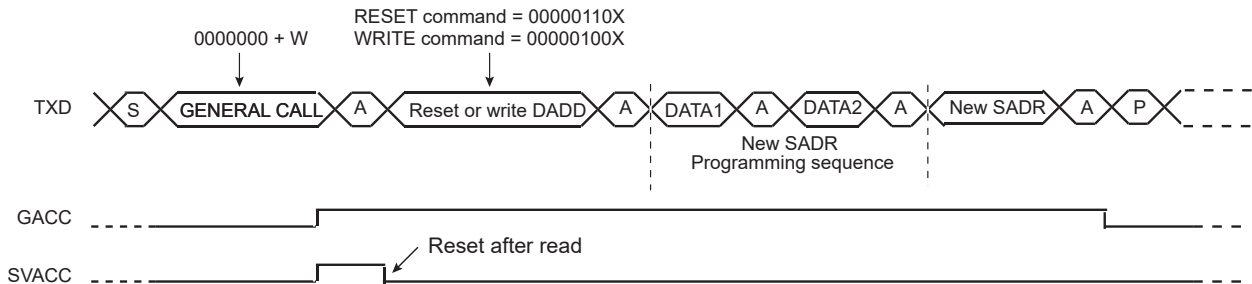 RESET command = 00000110X
0000000 + W WRITE command = 00000100X
TXD S GENERAL CALL A Reset or write DADD A DATA1 A DATA2 A New SADR A P
New SADR
Programming sequence
GACC
Reset after read
SVACC